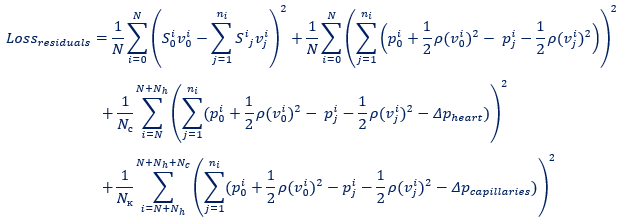 Loss_{residuals} = \frac{1}{N}\sum_{i=0}^{N}\left(S_0^i v_0^i - \sum_{j=1}^{n_i} S^i{}_j v_j^i\right)^2 + \frac{1}{N}\sum_{i=0}^{N}\left(\sum_{j=1}^{n_i}\left(p_0^i + \frac{1}{2}\rho(v_0^i)^2 - p_j^i - \frac{1}{2}\rho(v_j^i)^2\right)\right)^2
+ \frac{1}{N_c}\sum_{i=N}^{N+N_h}\left(\sum_{j=1}^{n_i}(p_0^i + \frac{1}{2}\rho(v_0^i)^2 - p_j^i - \frac{1}{2}\rho(v_j^i)^2 - \Delta p_{heart})\right)^2
+ \frac{1}{N_к}\sum_{i=N+N_h}^{N+N_h+N_c}\left(\sum_{j=1}^{n_i}(p_0^i + \frac{1}{2}\rho(v_0^i)^2 - p_j^i - \frac{1}{2}\rho(v_j^i)^2 - \Delta p_{capillaries})\right)^2